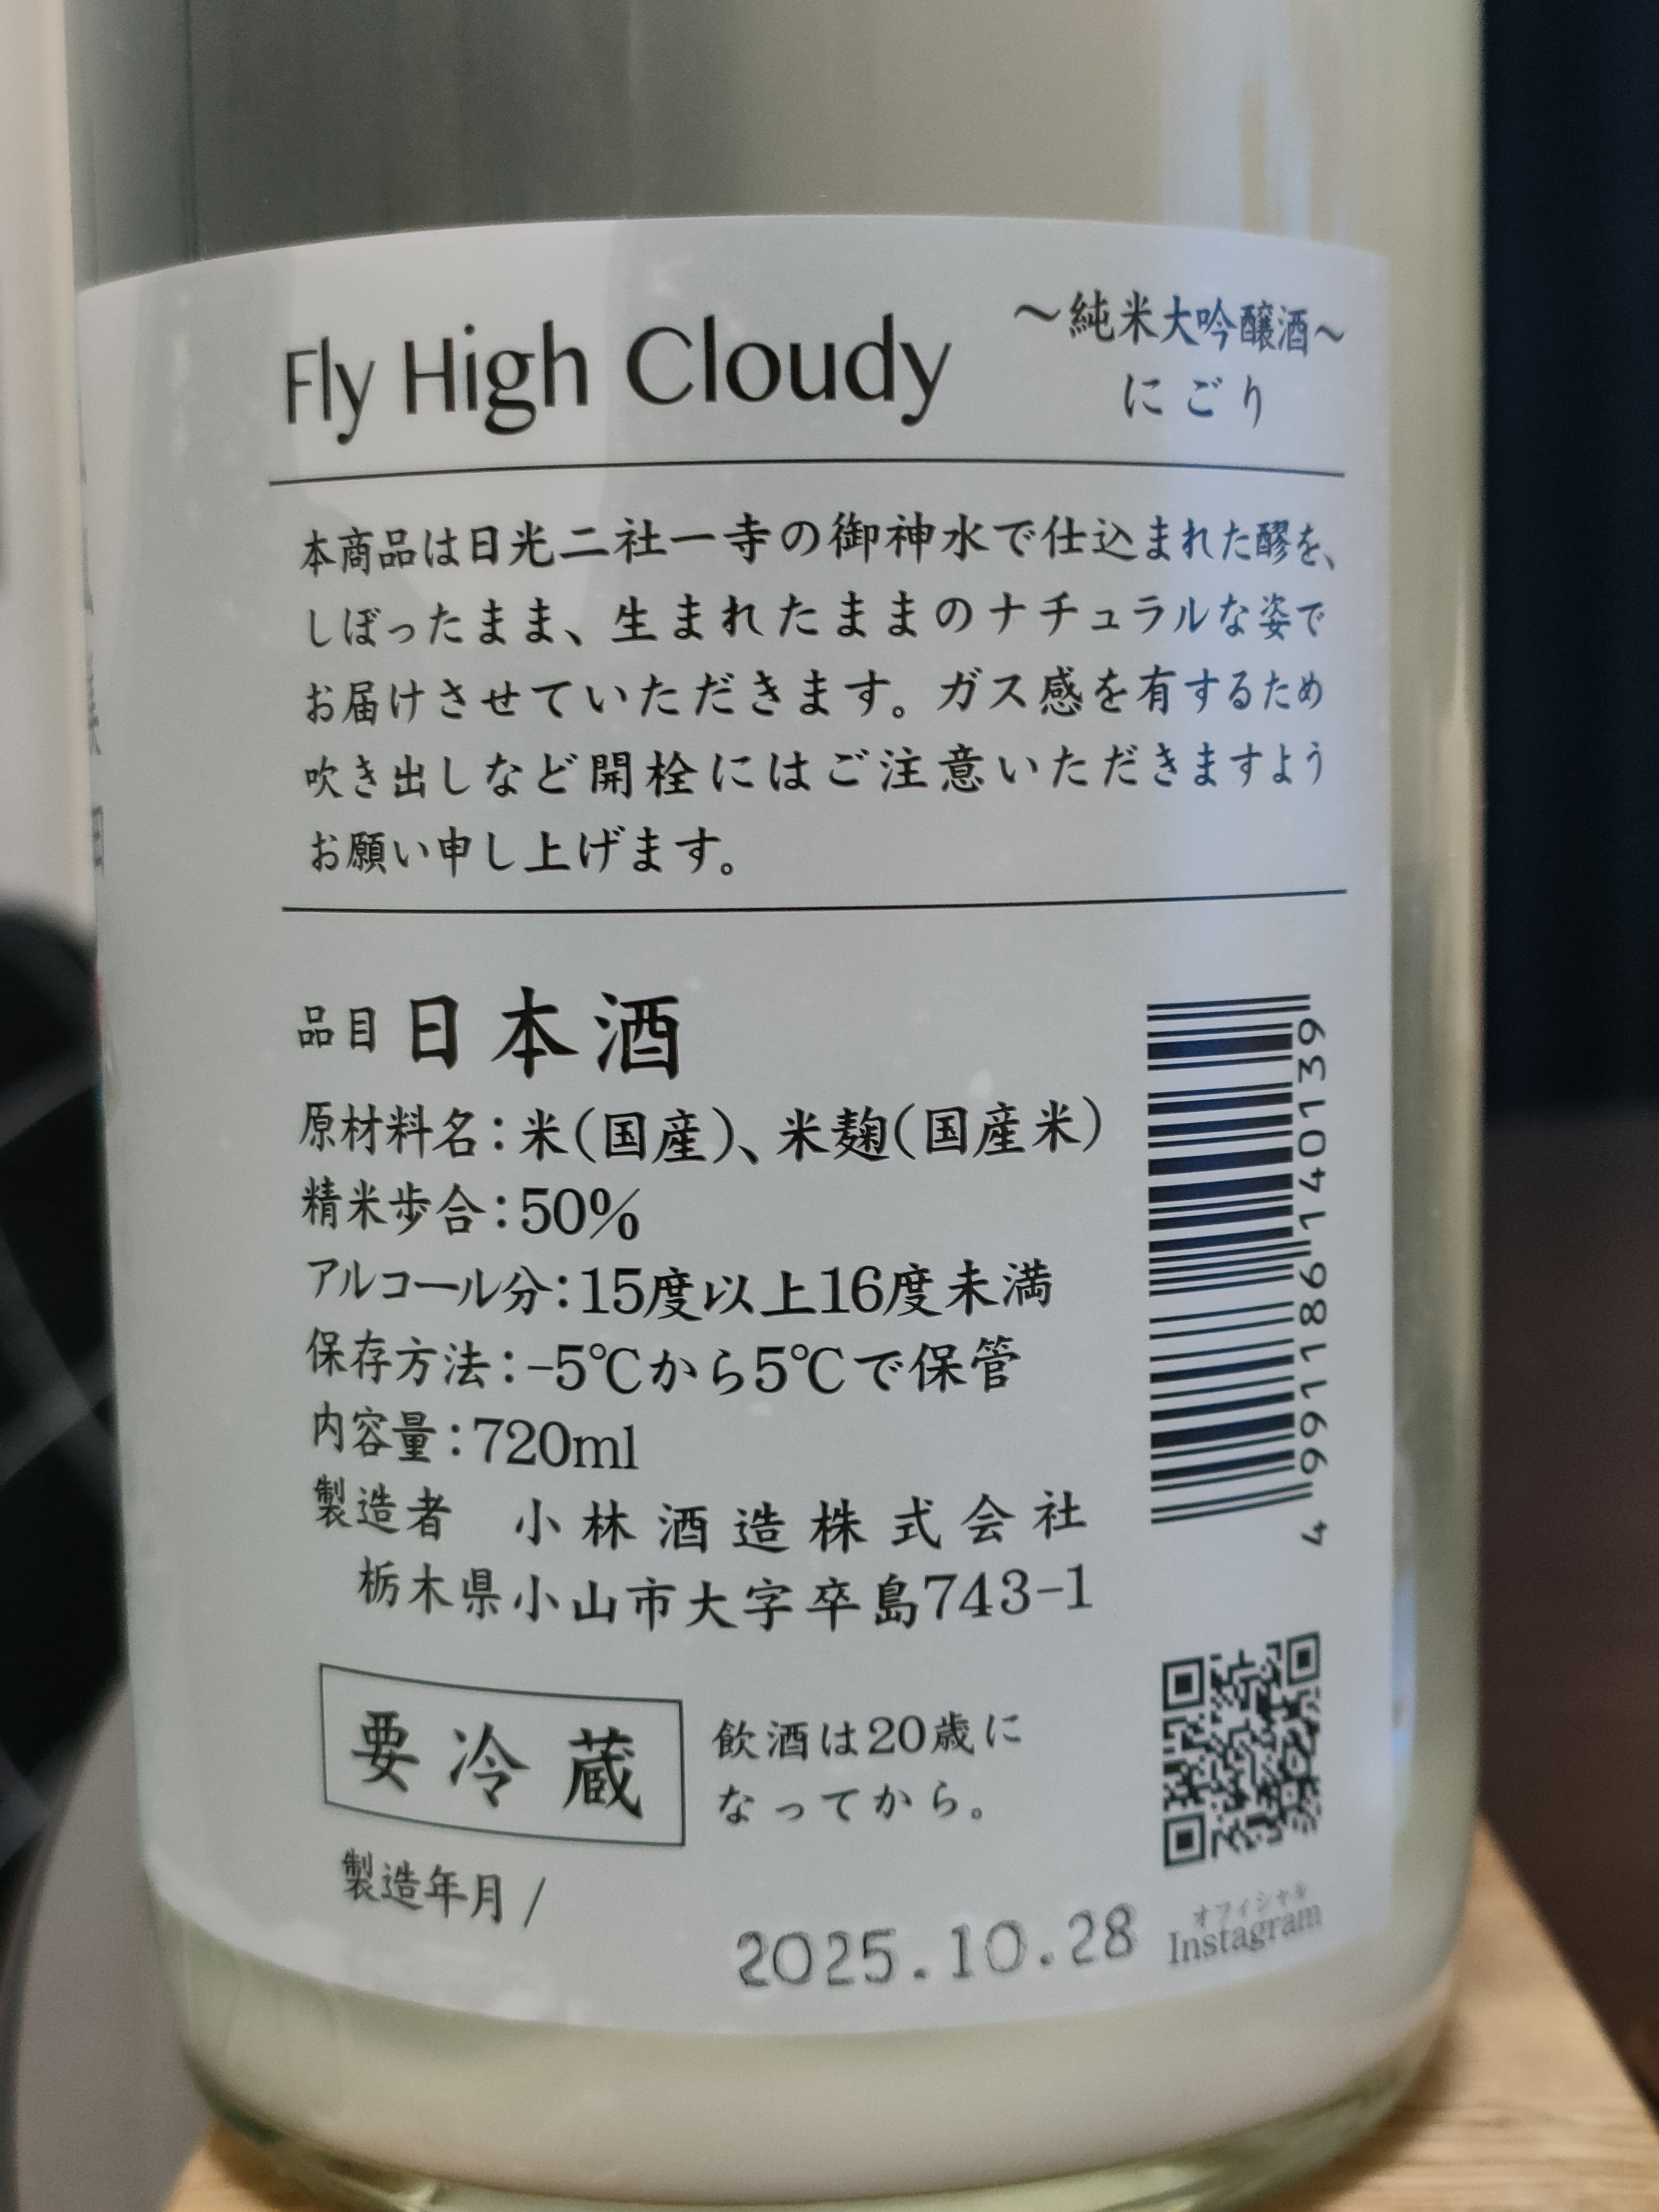 Fly High Cloudy
〜純米大吟醸酒〜
にごり
本商品は日光二社一寺の御神水で仕込まれた醪を、
しぼったまま、生まれたままのナチュラルな姿で
お届けさせていただきます。ガス感を有するため
吹き出しなど開栓にはご注意いただきますよう
お願い申し上げます。
品目 日本酒
原材料名：米(国産)、米麹(国産米)
精米歩合：50%
アルコール分：15度以上16度未満
保存方法：-5℃から5℃で保管
内容量：720ml
製造者 小林酒造株式会社
栃木県小山市大字卒島743-1
4 991186 140139
要冷蔵
飲酒は20歳に
なってから。
製造年月/
2025.10.28
オフィシャル
Instagram